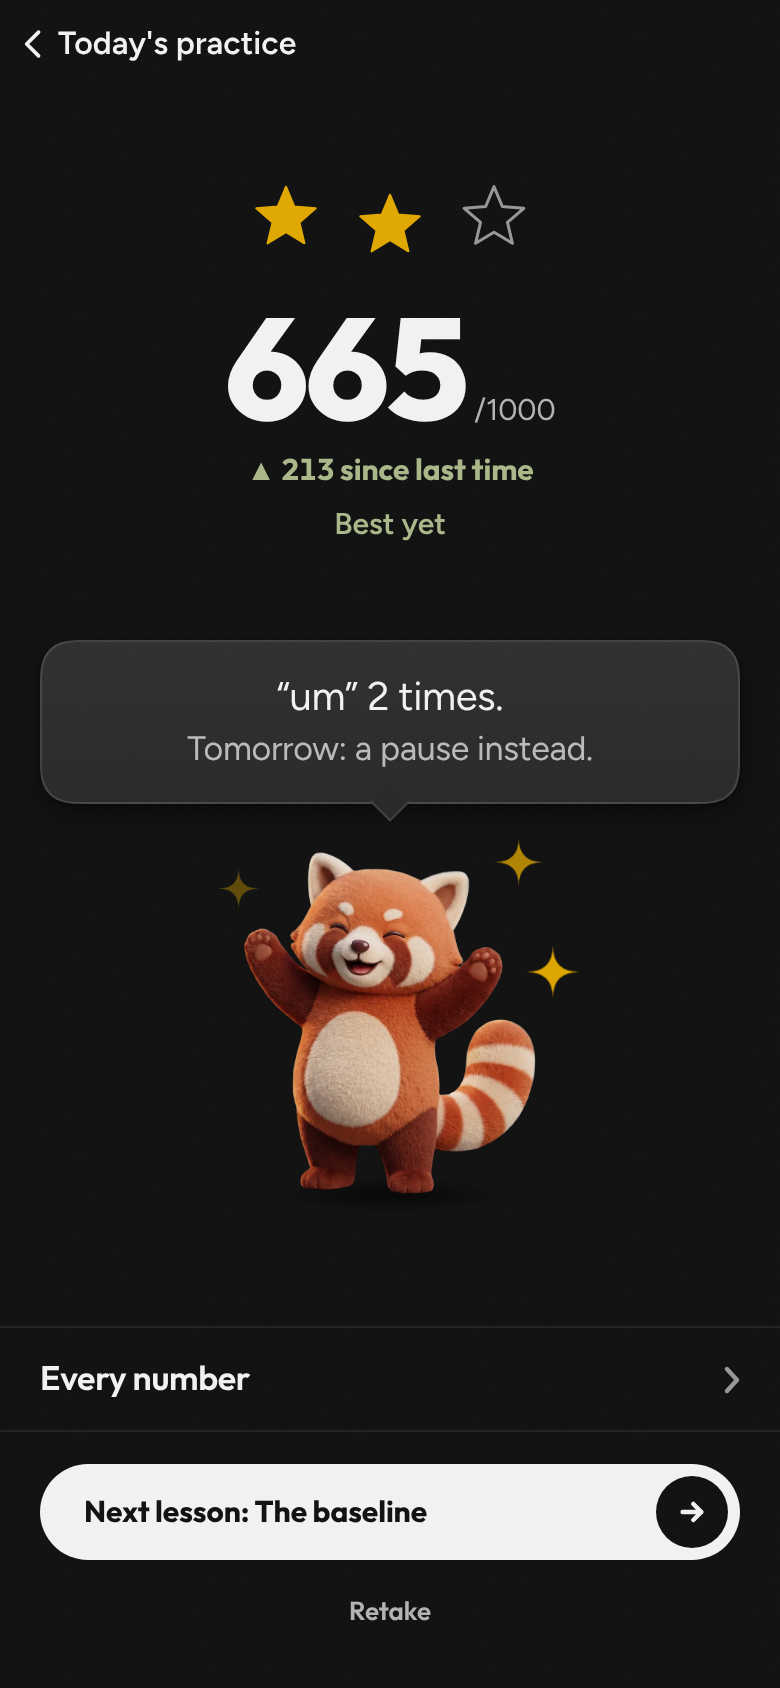 Today's practice
665/1000
▲ 213 since last time
Best yet
“um” 2 times.
Tomorrow: a pause instead.
Every number
Next lesson: The baseline
Retake